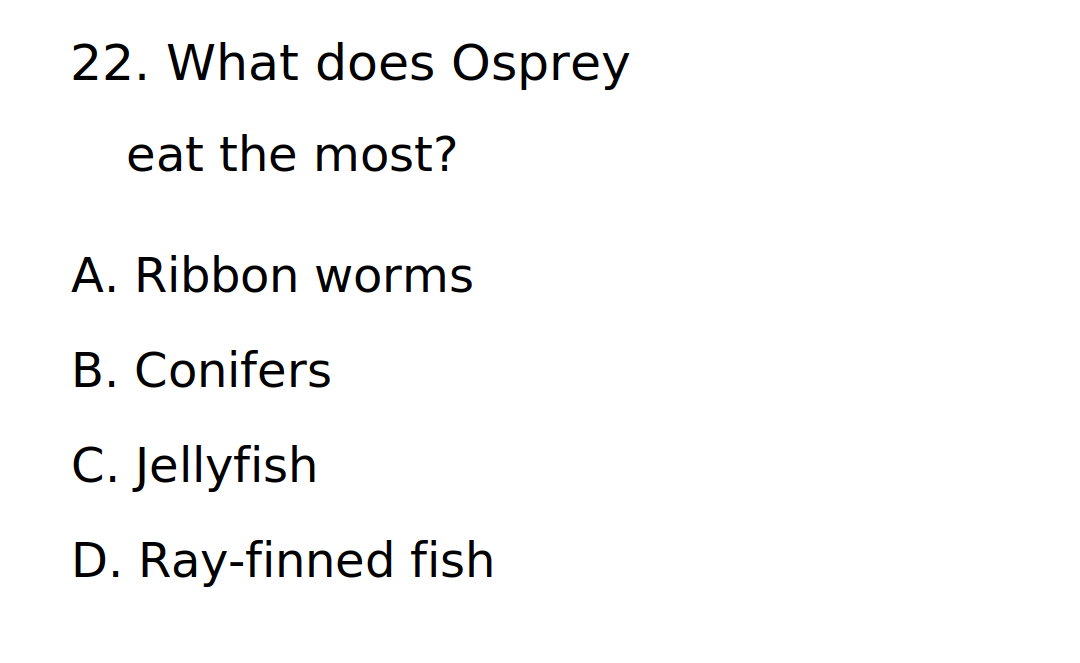 22. What does Osprey
eat the most?
A. Ribbon worms
B. Conifers
C. Jellyfish
D. Ray-finned fish